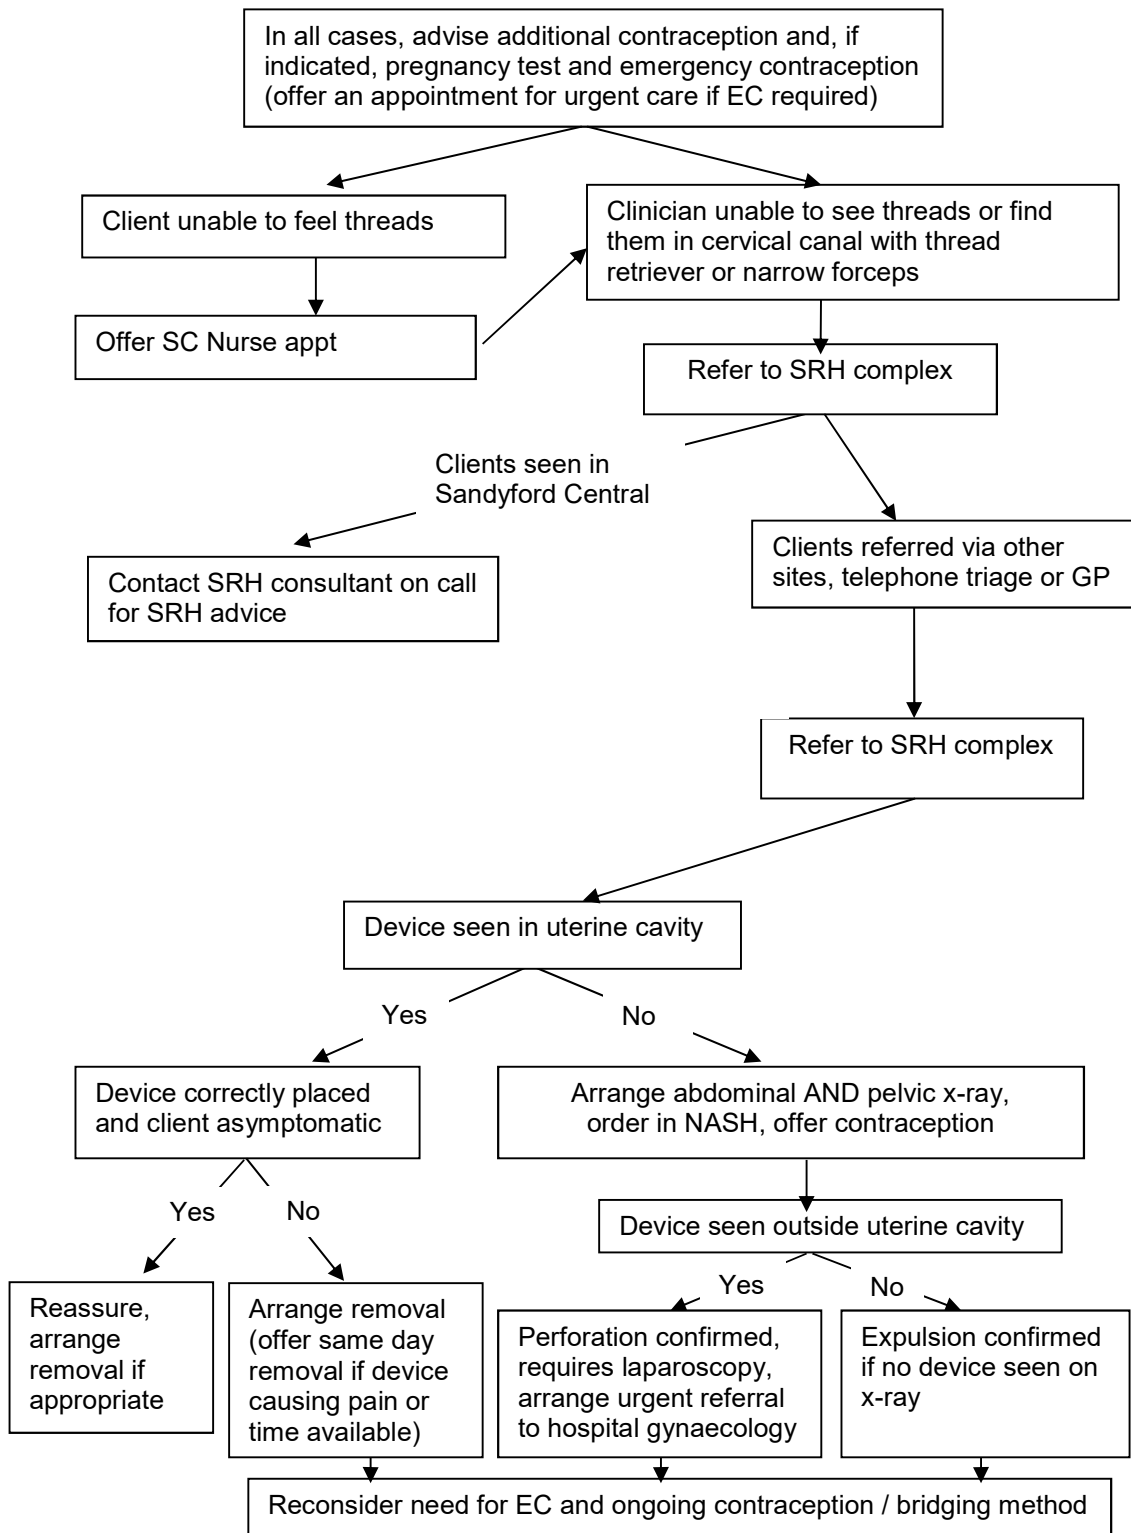 In all cases, advise additional contraception and, if
indicated, pregnancy test and emergency contraception
(offer an appointment for urgent care if EC required)
Client unable to feel threads
Clinician unable to see threads or find
them in cervical canal with thread
retriever or narrow forceps
Offer SC Nurse appt
Refer to SRH complex
Clients seen in
Sandyford Central
Clients referred via other
sites, telephone triage or GP
Contact SRH consultant on call
for SRH advice
Refer to SRH complex
Device seen in uterine cavity
Yes
No
Device correctly placed
and client asymptomatic
Arrange abdominal AND pelvic x-ray,
order in NASH, offer contraception
Yes
No
Device seen outside uterine cavity
Yes
No
Reassure,
arrange
removal if
appropriate
Arrange removal
(offer same day
removal if device
causing pain or
time available)
Perforation confirmed,
requires laparoscopy,
arrange urgent referral
to hospital gynaecology
Expulsion confirmed
if no device seen on
x-ray
Reconsider need for EC and ongoing contraception / bridging method